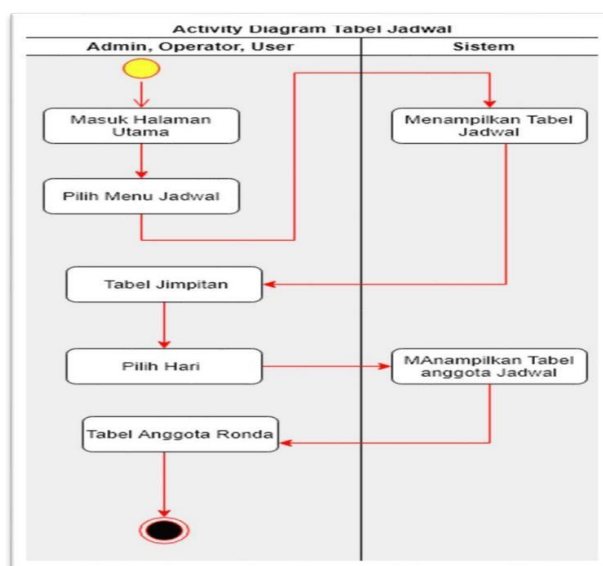 Activity Diagram Tabel Jadwal
Admin, Operator, User
Sistem
Masuk Halaman
Utama
Menampilkan Tabel
Jadwal
Pilih Menu Jadwal
Tabel Jimpitan
Pilih Hari
MAnampilkan Tabel
anggota Jadwal
Tabel Anggota Ronda